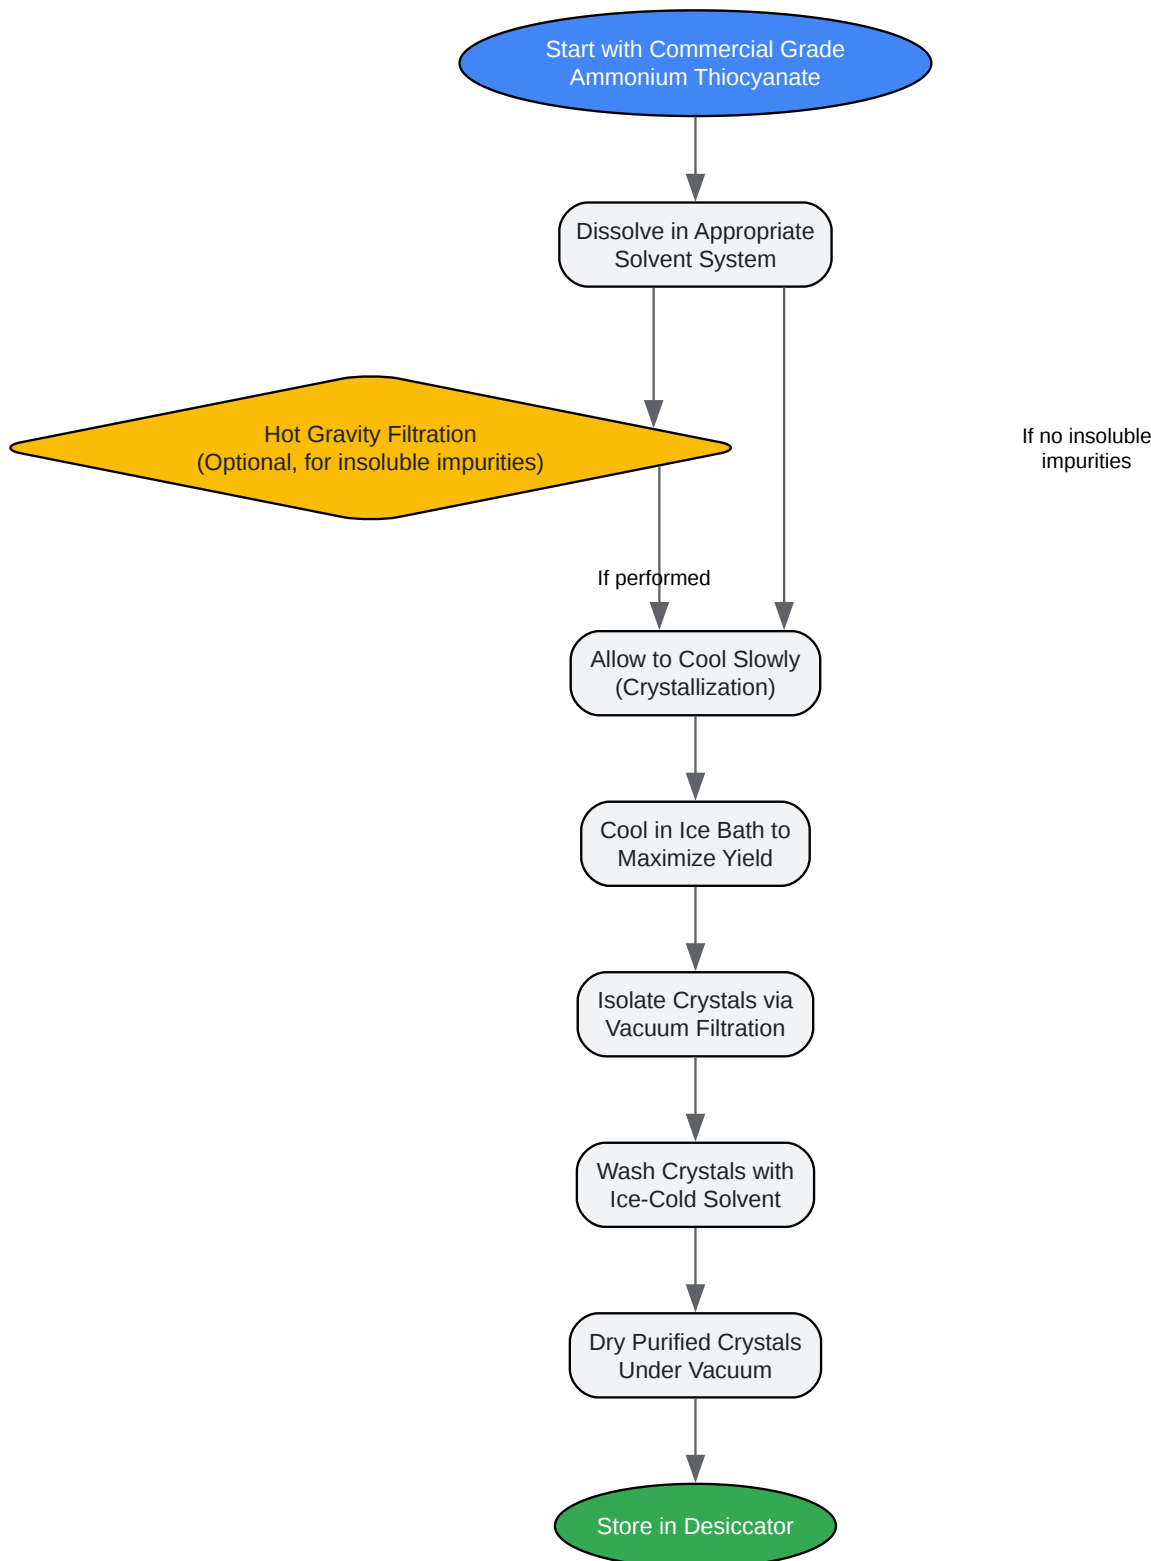 Start with Commercial Grade
Ammonium Thiocyanate
Dissolve in Appropriate
Solvent System
Hot Gravity Filtration
(Optional, for insoluble impurities)
If no insoluble
impurities
If performed
Allow to Cool Slowly
(Crystallization)
Cool in Ice Bath to
Maximize Yield
Isolate Crystals via
Vacuum Filtration
Wash Crystals with
Ice-Cold Solvent
Dry Purified Crystals
Under Vacuum
Store in Desiccator